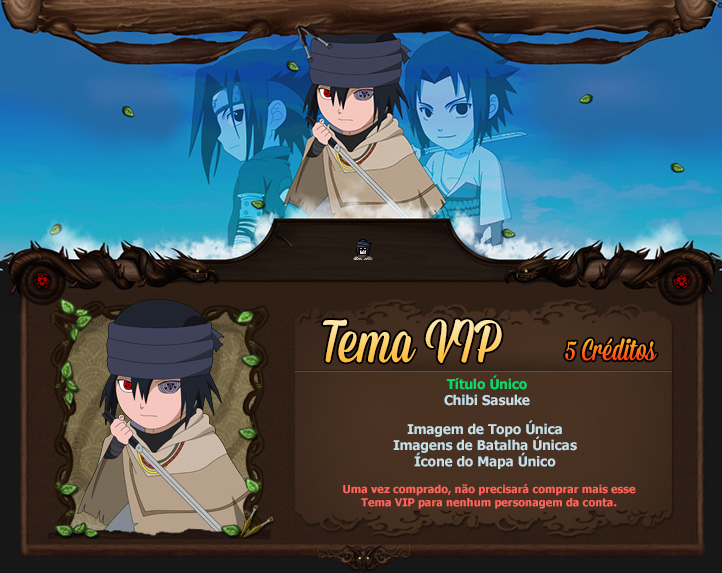 Tema VIP
5 Créditos
Título Único
Chibi Sasuke
Imagem de Topo Única
Imagens de Batalha Únicas
Ícone do Mapa Único
Uma vez comprado, não precisará comprar mais esse
Tema VIP para nenhum personagem da conta.